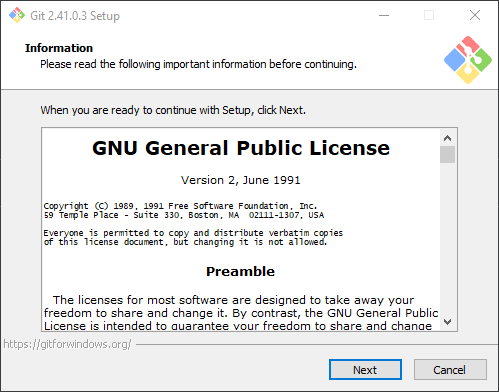 Git 2.41.0.3 Setup
Information
Please read the following important information before continuing.
When you are ready to continue with Setup, click Next.
GNU General Public License
Version 2, June 1991
Copyright (C) 1989, 1991 Free Software Foundation, Inc.
59 Temple Place - Suite 330, Boston, MA  02111-1307, USA
Everyone is permitted to copy and distribute verbatim copies
of this license document, but changing it is not allowed.
Preamble
The licenses for most software are designed to take away your
freedom to share and change it. By contrast, the GNU General Public
License is intended to guarantee your freedom to share and change
https://gitforwindows.org/
Next
Cancel